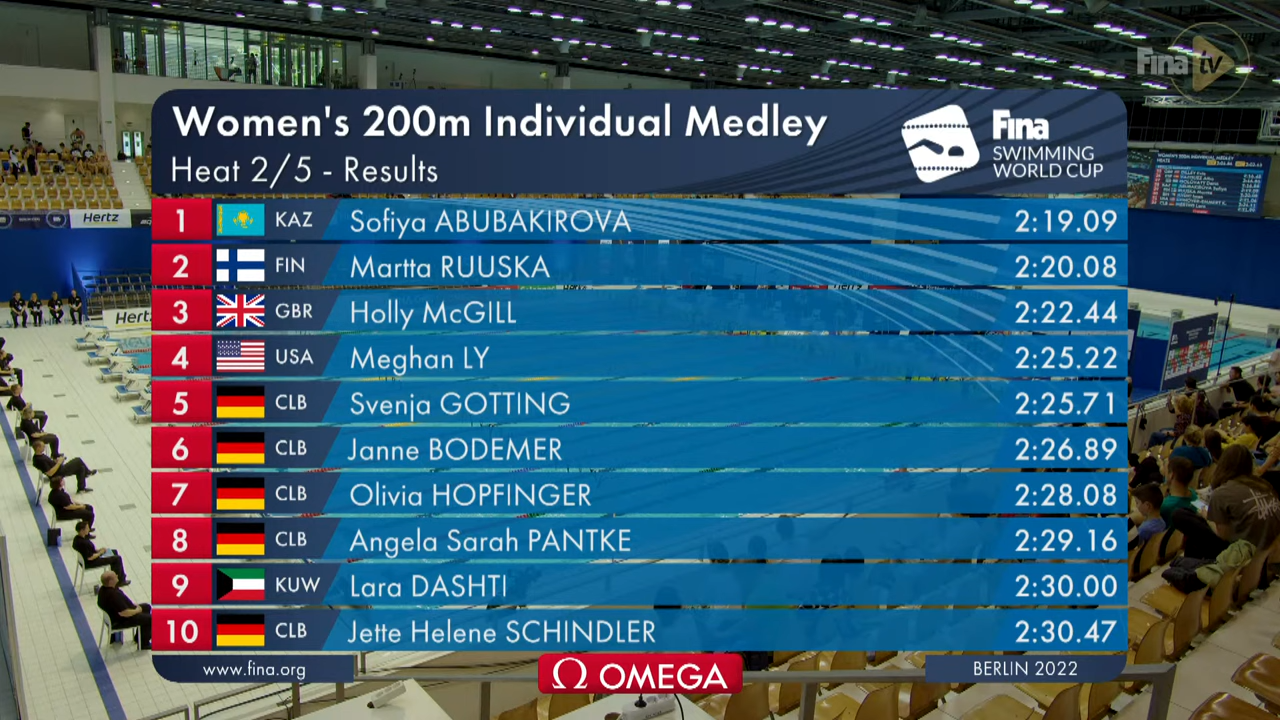 Fina tv
Women's 200m Individual Medley
Heat 2/5 - Results
Fina
SWIMMING
WORLD CUP
1 KAZ Sofiya ABUBAKIROVA 2:19.09
2 FIN Martta RUUSKA 2:20.08
3 GBR Holly McGILL 2:22.44
4 USA Meghan LY 2:25.22
5 CLB Svenja GOTTING 2:25.71
6 CLB Janne BODEMER 2:26.89
7 CLB Olivia HOPFINGER 2:28.08
8 CLB Angela Sarah PANTKE 2:29.16
9 KUW Lara DASHTI 2:30.00
10 CLB Jette Helene SCHINDLER 2:30.47
www.fina.org
OMEGA
BERLIN 2022
Hertz
Hertz